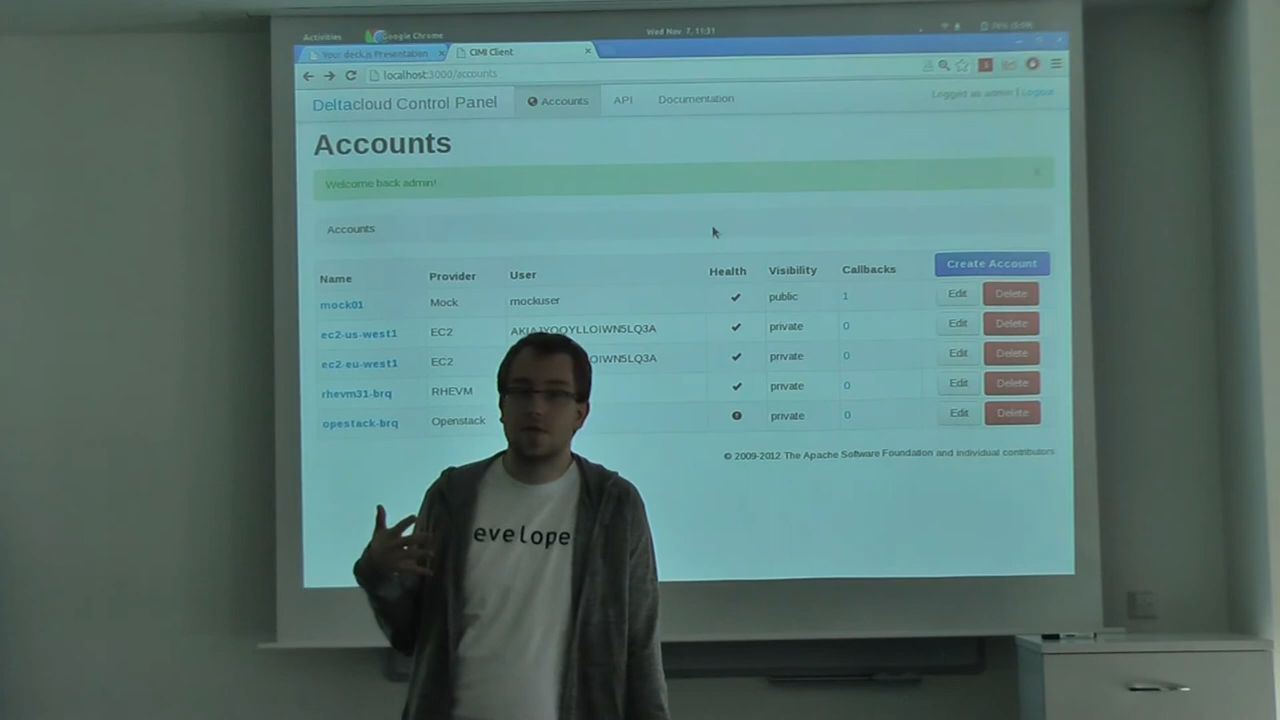 Activities Google Chrome Wed Nov 7, 11:31
Your deck.js Presentation × CIMI Client ×
localhost:3000/accounts
Deltacloud Control Panel Accounts API Documentation Logged as admin | Logout
Accounts
Welcome back admin!
Accounts
Name Provider User Health Visibility Callbacks Create Account
mock01 Mock mockuser public 1 Edit Delete
ec2-us-west1 EC2 private 0 Edit Delete
ec2-eu-west1 EC2 OIWN5LQ3A private 0 Edit Delete
rhevm31-brq RHEVM private 0 Edit Delete
opestack-brq Openstack private 0 Edit Delete
© 2009-2012 The Apache Software Foundation and individual contributors
evelope